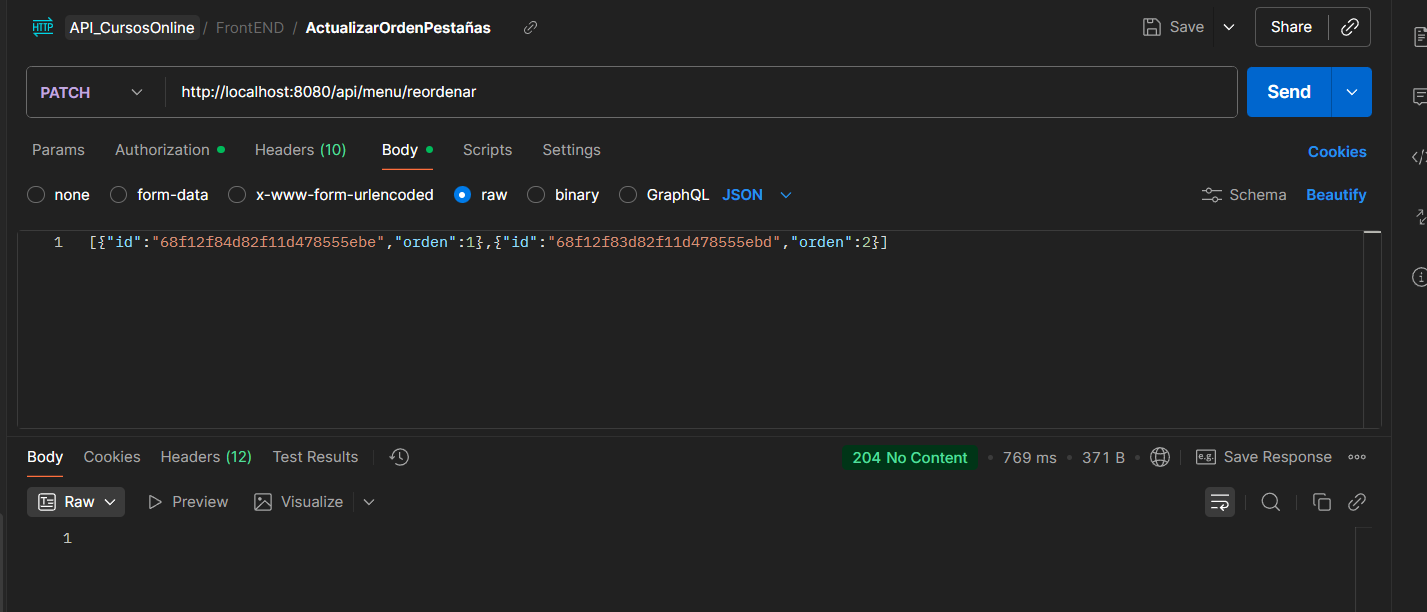 HTTP API_CursosOnline / FrontEND / ActualizarOrdenPestañas Save Share
PATCH http://localhost:8080/api/menu/reordenar Send
Params Authorization Headers (10) Body Scripts Settings Cookies
none form-data x-www-form-urlencoded raw binary GraphQL JSON Schema Beautify
1 [{"id":"68f12f84d82f11d478555ebe","orden":1},{"id":"68f12f83d82f11d478555ebd","orden":2}]
Body Cookies Headers (12) Test Results 204 No Content • 769 ms • 371 B • e.g. Save Response
Raw Preview Visualize
1